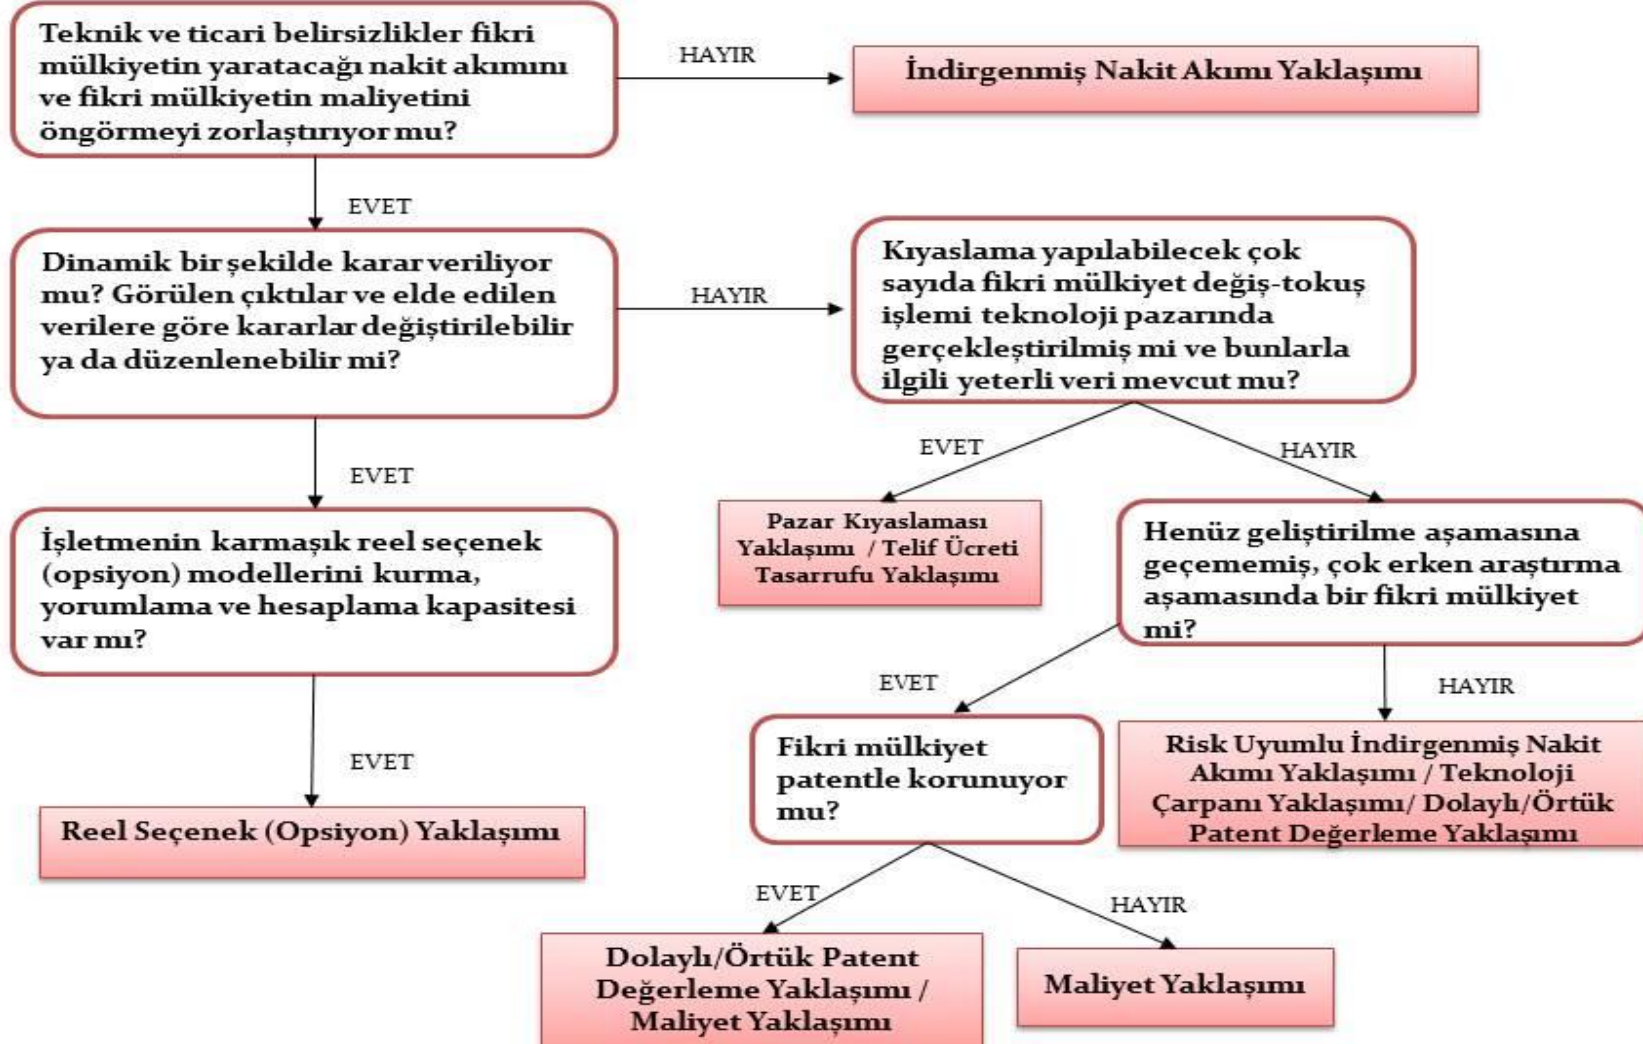 Teknik ve ticari belirsizlikler fikri
mülkiyetin yaratacağı nakit akımını
ve fikri mülkiyetin maliyetini
öngörmeyi zorlaştırıyor mu?
HAYIR
İndirgenmiş Nakit Akımı Yaklaşımı
EVET
Dinamik bir şekilde karar veriliyor
mu? Görülen çıktılar ve elde edilen
verilere göre kararlar değiştirilebilir
ya da düzenlenebilir mi?
HAYIR
Kıyaslama yapılabilecek çok
sayıda fikri mülkiyet değiş-tokuş
işlemi teknoloji pazarında
gerçekleştirilmiş mi ve bunlarla
ilgili yeterli veri mevcut mu?
EVET
EVET
HAYIR
İşletmenin karmaşık reel seçenek
(opsiyon) modellerini kurma,
yorumlama ve hesaplama kapasitesi
var mı?
Pazar Kıyaslaması
Yaklaşımı / Telif Ücreti
Tasarrufu Yaklaşımı
Henüz geliştirilme aşamasına
geçememiş, çok erken araştırma
aşamasında bir fikri mülkiyet
mi?
EVET
EVET
HAYIR
Reel Seçenek (Opsiyon) Yaklaşımı
Fikri mülkiyet
patentle korunuyor
mu?
Risk Uyumlu İndirgenmiş Nakit
Akımı Yaklaşımı / Teknoloji
Çarpanı Yaklaşımı/ Dolaylı/Örtük
Patent Değerleme Yaklaşımı
EVET
HAYIR
Dolaylı/Örtük Patent
Değerleme Yaklaşımı /
Maliyet Yaklaşımı
Maliyet Yaklaşımı